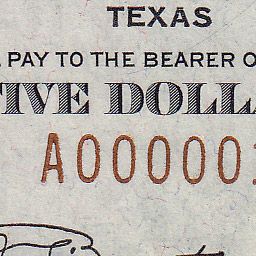 TEXAS
PAY TO THE BEARER O
IVE DOLLA
A000001